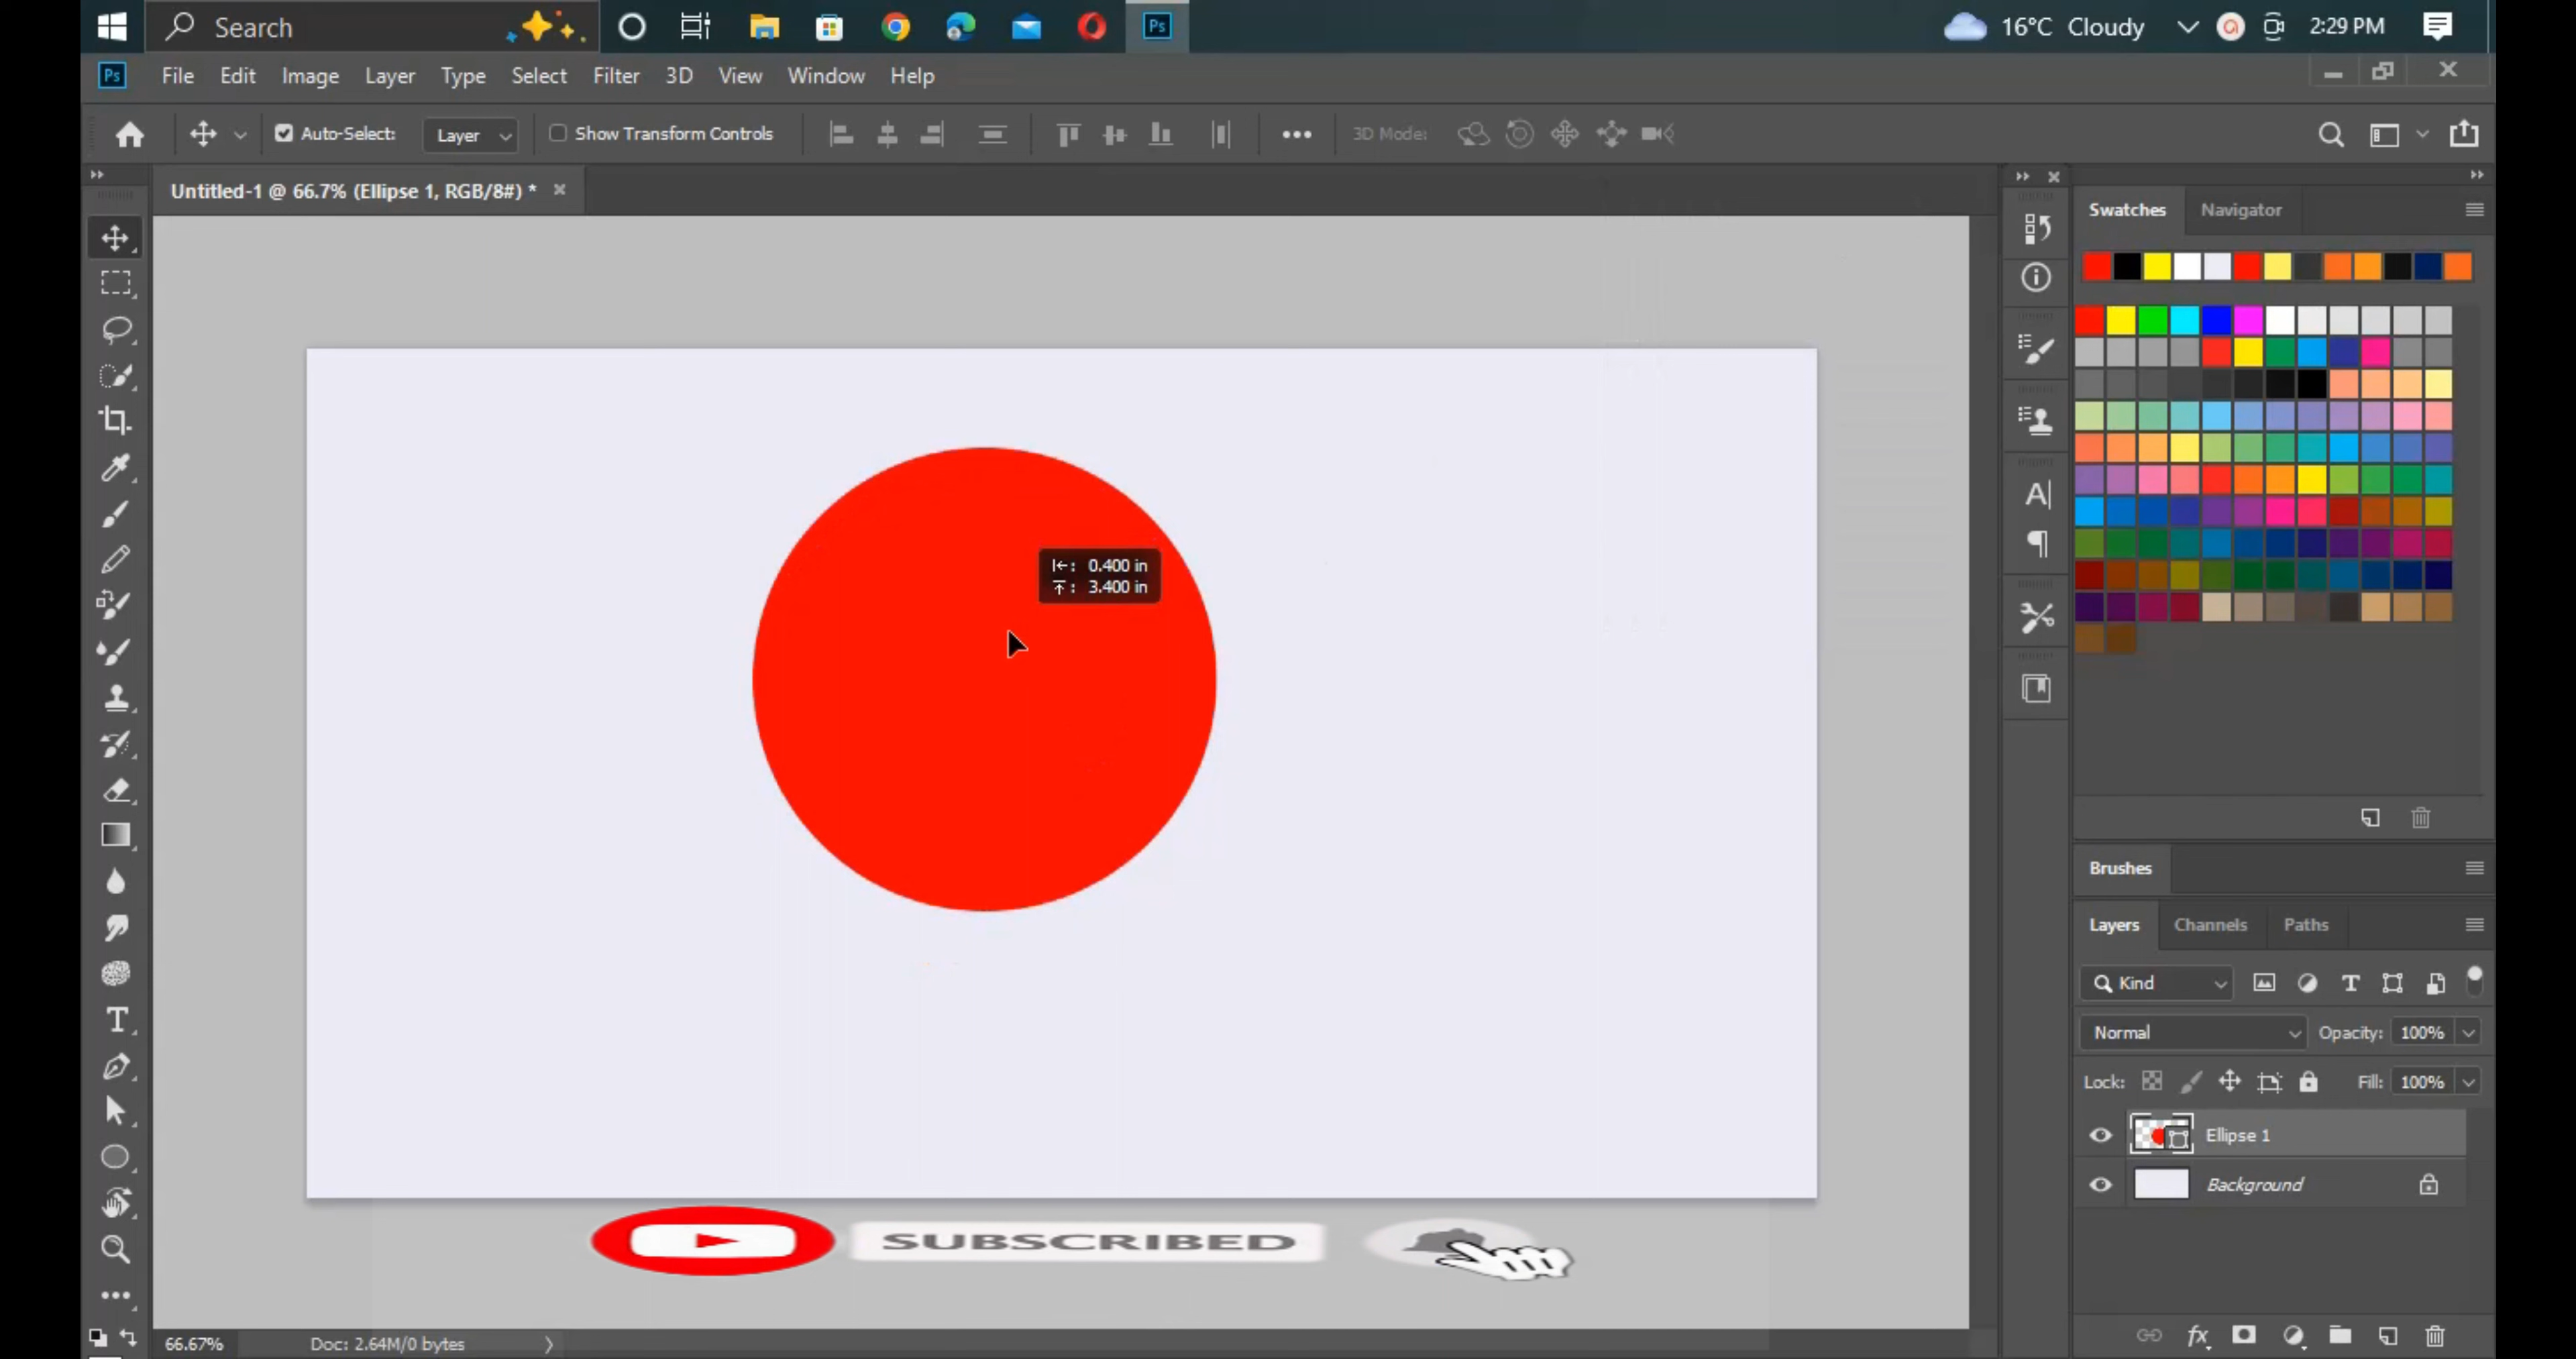 Search
16°C Cloudy
2:29 PM
Ps
File Edit Image Layer Type Select Filter 3D View Window Help
Auto-Select: Layer Show Transform Controls 3D Mode:
Untitled-1 @ 66.7% (Ellipse 1, RGB/8#) *
Swatches Navigator
0.400 in
3.400 in
Brushes
Layers Channels Paths
Kind
Normal Opacity: 100%
Lock: Fill: 100%
Ellipse 1
Background
SUBSCRIBED
66.67% Doc: 2.64M/0 bytes
fx